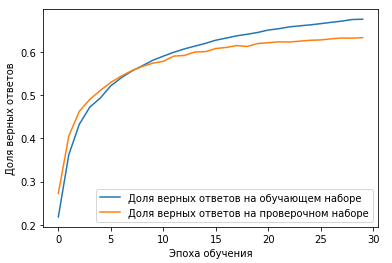 Доля верных ответов
0.6
0.5
0.4
0.3
0.2
0 5 10 15 20 25 30
Эпоха обучения
Доля верных ответов на обучающем наборе
Доля верных ответов на проверочном наборе